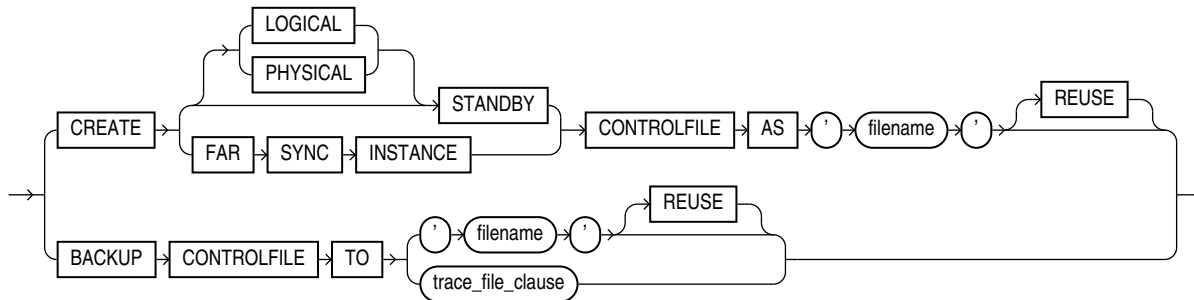 LOGICAL
PHYSICAL
REUSE
CREATE STANDBY CONTROLFILE AS ' filename '
FAR SYNC INSTANCE
REUSE
BACKUP CONTROLFILE TO ' filename '
trace_file_clause